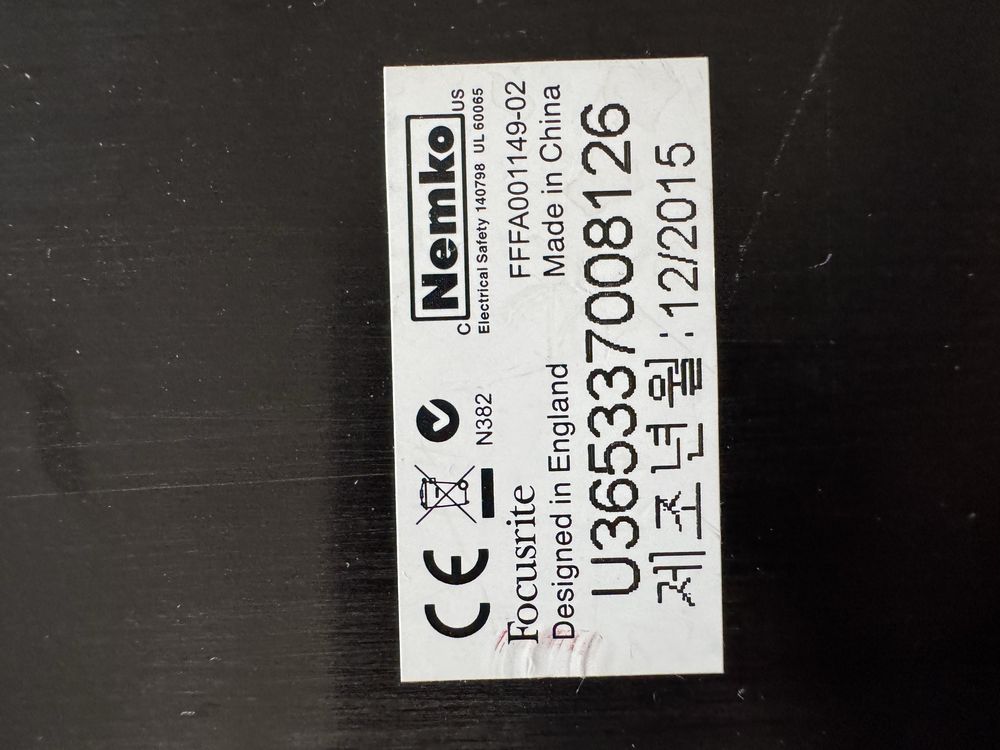 CE
N382
C Nemko US
Electrical Safety 140798 UL 60065
Focusrite
FFFA001149-02
Designed in England
Made in China
U365337008126
제조년월 : 12/2015